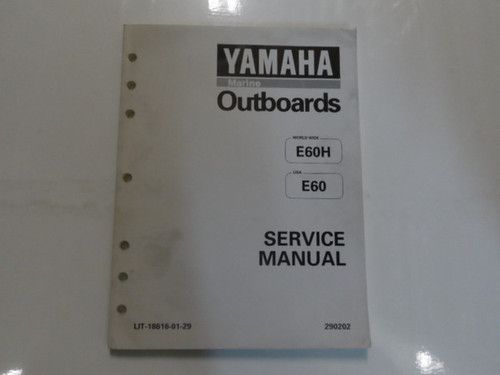 YAMAHA
Marine
Outboards
WORLD WIDE
E60H
USA
E60
SERVICE
MANUAL
LIT-18616-01-29
290202